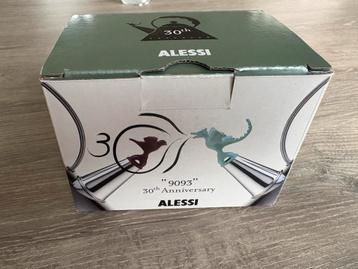 30th
ALESSI
30
"9093"
30th Anniversary
ALESSI